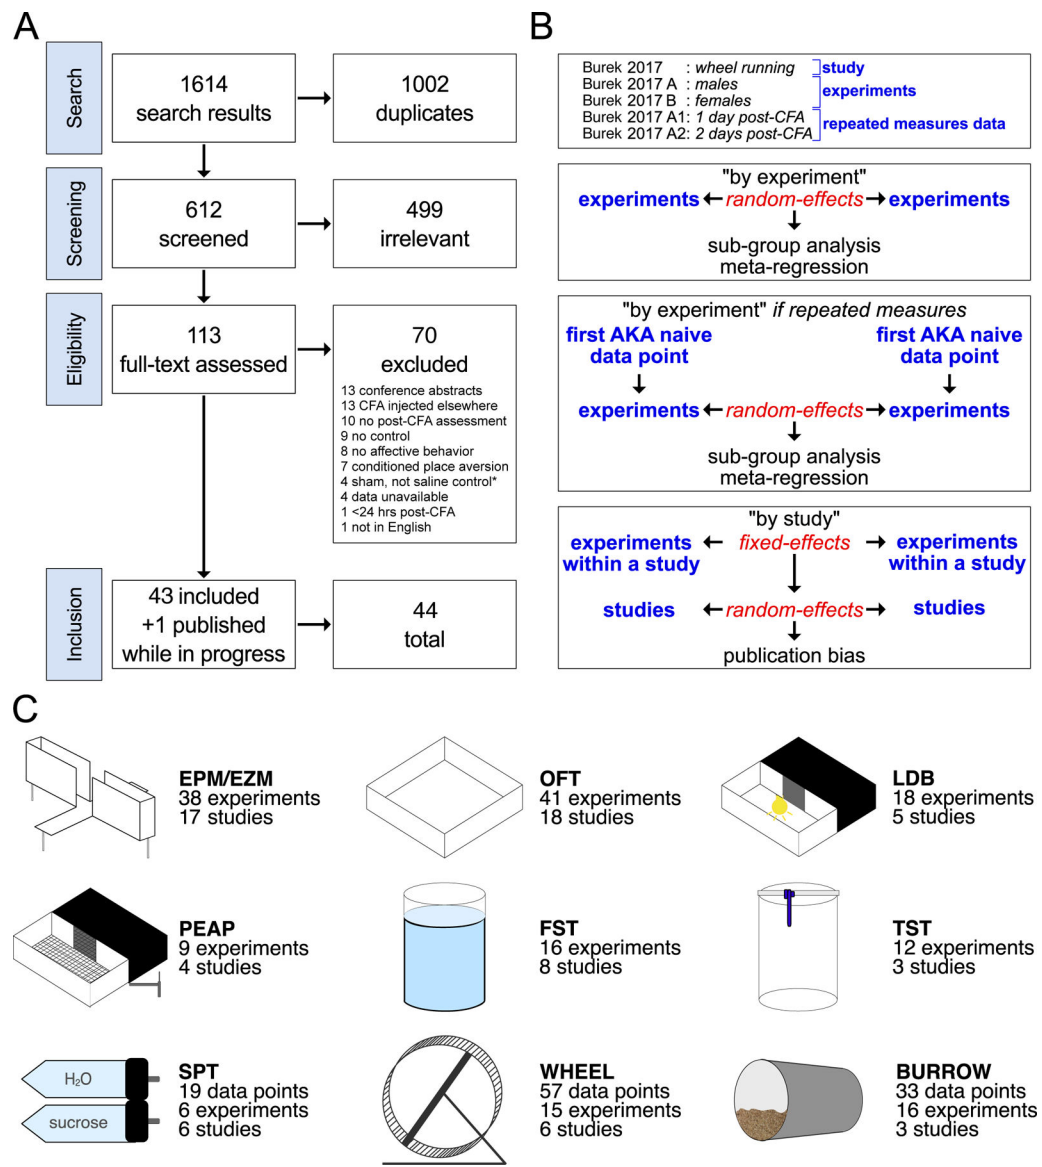 A
Search
1614
search results
1002
duplicates
Screening
612
screened
499
irrelevant
Eligibility
113
full-text assessed
70
excluded
13 conference abstracts
13 CFA injected elsewhere
10 no post-CFA assessment
9 no control
8 no affective behavior
7 conditioned place aversion
4 sham, not saline control*
4 data unavailable
1 <24 hrs post-CFA
1 not in English
Inclusion
43 included
+1 published
while in progress
44
total
B
Burek 2017 : wheel running study
Burek 2017 A : males
experiments
Burek 2017 B : females
Burek 2017 A1: 1 day post-CFA
repeated measures data
Burek 2017 A2: 2 days post-CFA
"by experiment"
experiments random-effects experiments
sub-group analysis
meta-regression
"by experiment" if repeated measures
first AKA naive
data point
first AKA naive
data point
experiments random-effects experiments
sub-group analysis
meta-regression
"by study"
experiments
within a study
fixed-effects
experiments
within a study
studies random-effects studies
publication bias
C
EPM/EZM
38 experiments
17 studies
OFT
41 experiments
18 studies
LDB
18 experiments
5 studies
PEAP
9 experiments
4 studies
FST
16 experiments
8 studies
TST
12 experiments
3 studies
H₂O
sucrose
SPT
19 data points
6 experiments
6 studies
WHEEL
57 data points
15 experiments
6 studies
BURROW
33 data points
16 experiments
3 studies